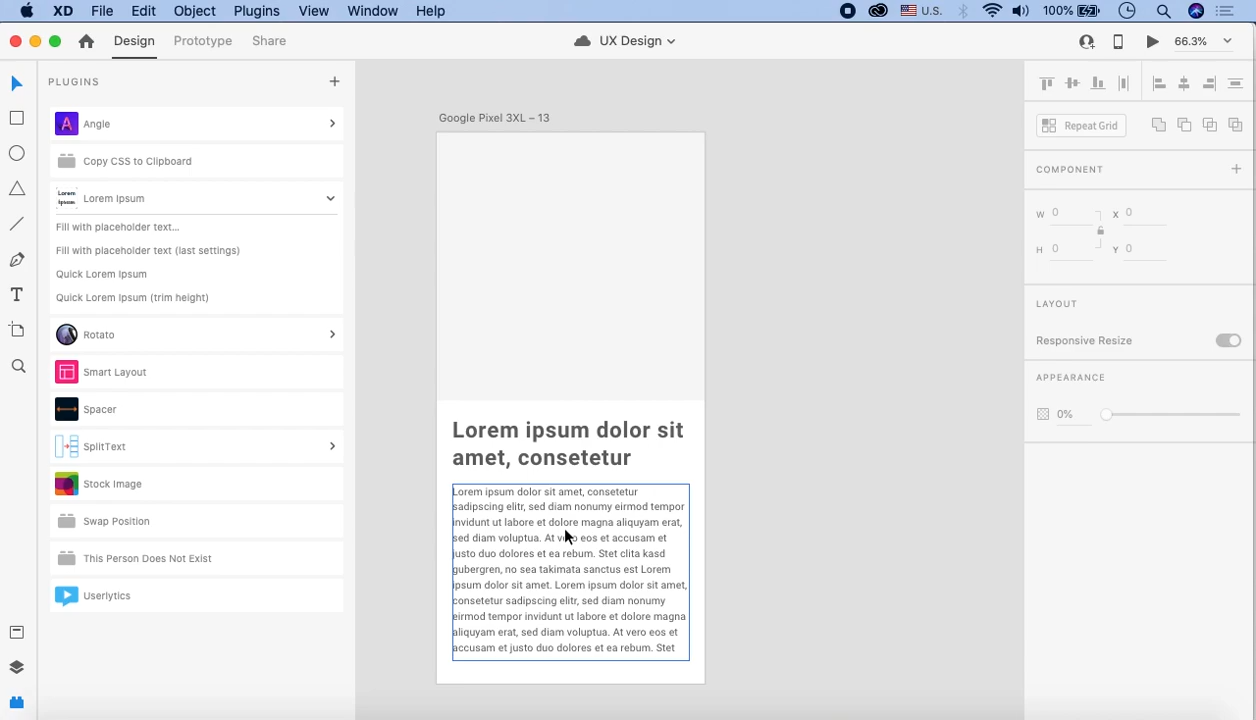 XD File Edit Object Plugins View Window Help U.S. 100%
Design Prototype Share UX Design 66.3%
PLUGINS
Angle
Copy CSS to Clipboard
Lorem Ipsum
Lorem Ipsum
Fill with placeholder text...
Fill with placeholder text (last settings)
Quick Lorem Ipsum
Quick Lorem Ipsum (trim height)
Rotato
Smart Layout
Spacer
SplitText
Stock Image
Swap Position
This Person Does Not Exist
Userlytics
Google Pixel 3XL – 13
Lorem ipsum dolor sit
amet, consetetur
Lorem ipsum dolor sit amet, consetetur
sadipscing elitr, sed diam nonumy eirmod tempor
invidunt ut labore et dolore magna aliquyam erat,
sed diam voluptua. At vero eos et accusam et
justo duo dolores et ea rebum. Stet clita kasd
gubergren, no sea takimata sanctus est Lorem
ipsum dolor sit amet. Lorem ipsum dolor sit amet,
consetetur sadipscing elitr, sed diam nonumy
eirmod tempor invidunt ut labore et dolore magna
aliquyam erat, sed diam voluptua. At vero eos et
accusam et justo duo dolores et ea rebum. Stet
Repeat Grid
COMPONENT
W 0 X 0
H 0 Y 0
LAYOUT
Responsive Resize
APPEARANCE
0%